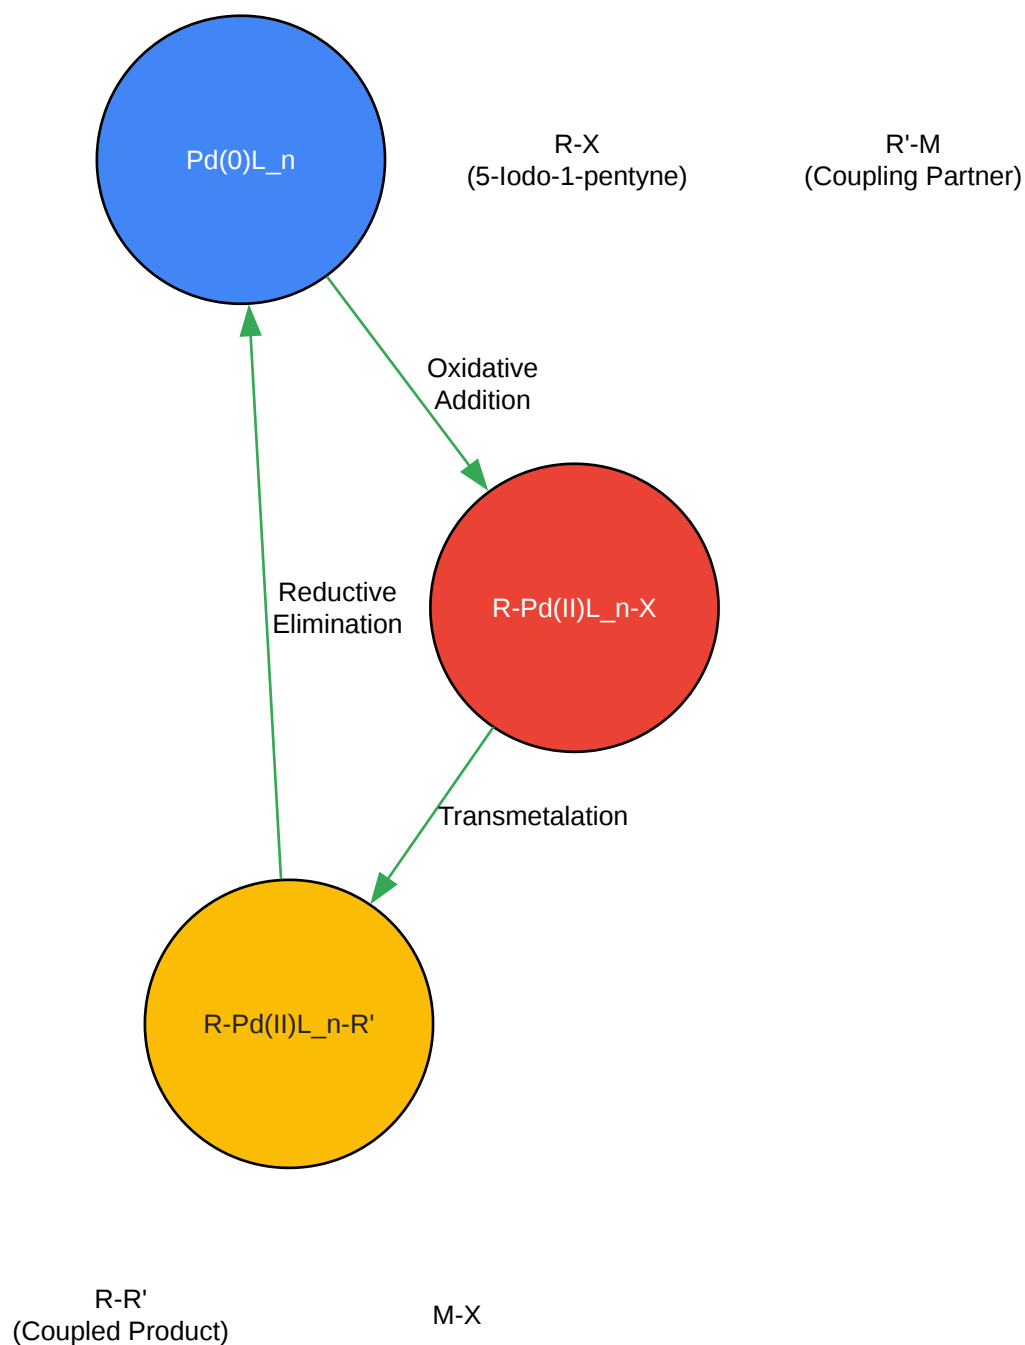 Pd(0)L_n
R-X
(5-Iodo-1-pentyne)
R'-M
(Coupling Partner)
Oxidative
Addition
Reductive
Elimination
R-Pd(II)L_n-X
Transmetalation
R-Pd(II)L_n-R'
R-R'
(Coupled Product)
M-X